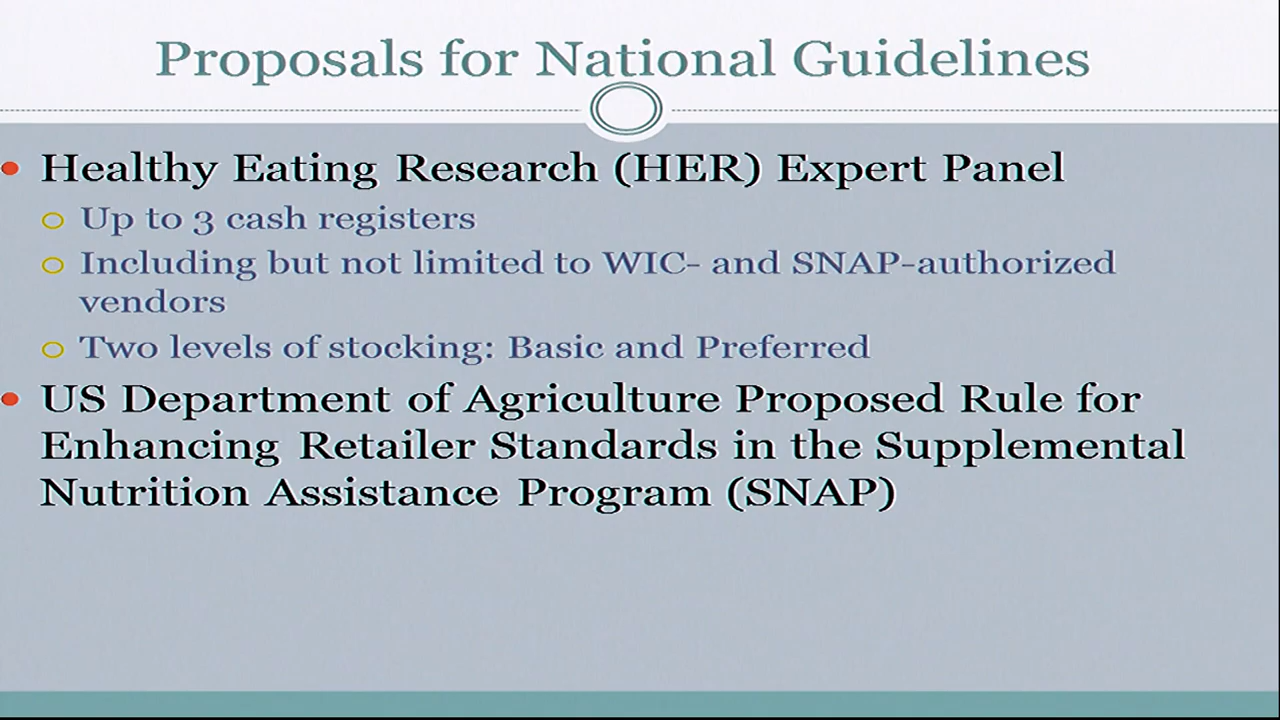 Proposals for National Guidelines
Healthy Eating Research (HER) Expert Panel
Up to 3 cash registers
Including but not limited to WIC- and SNAP-authorized
vendors
Two levels of stocking: Basic and Preferred
US Department of Agriculture Proposed Rule for
Enhancing Retailer Standards in the Supplemental
Nutrition Assistance Program (SNAP)